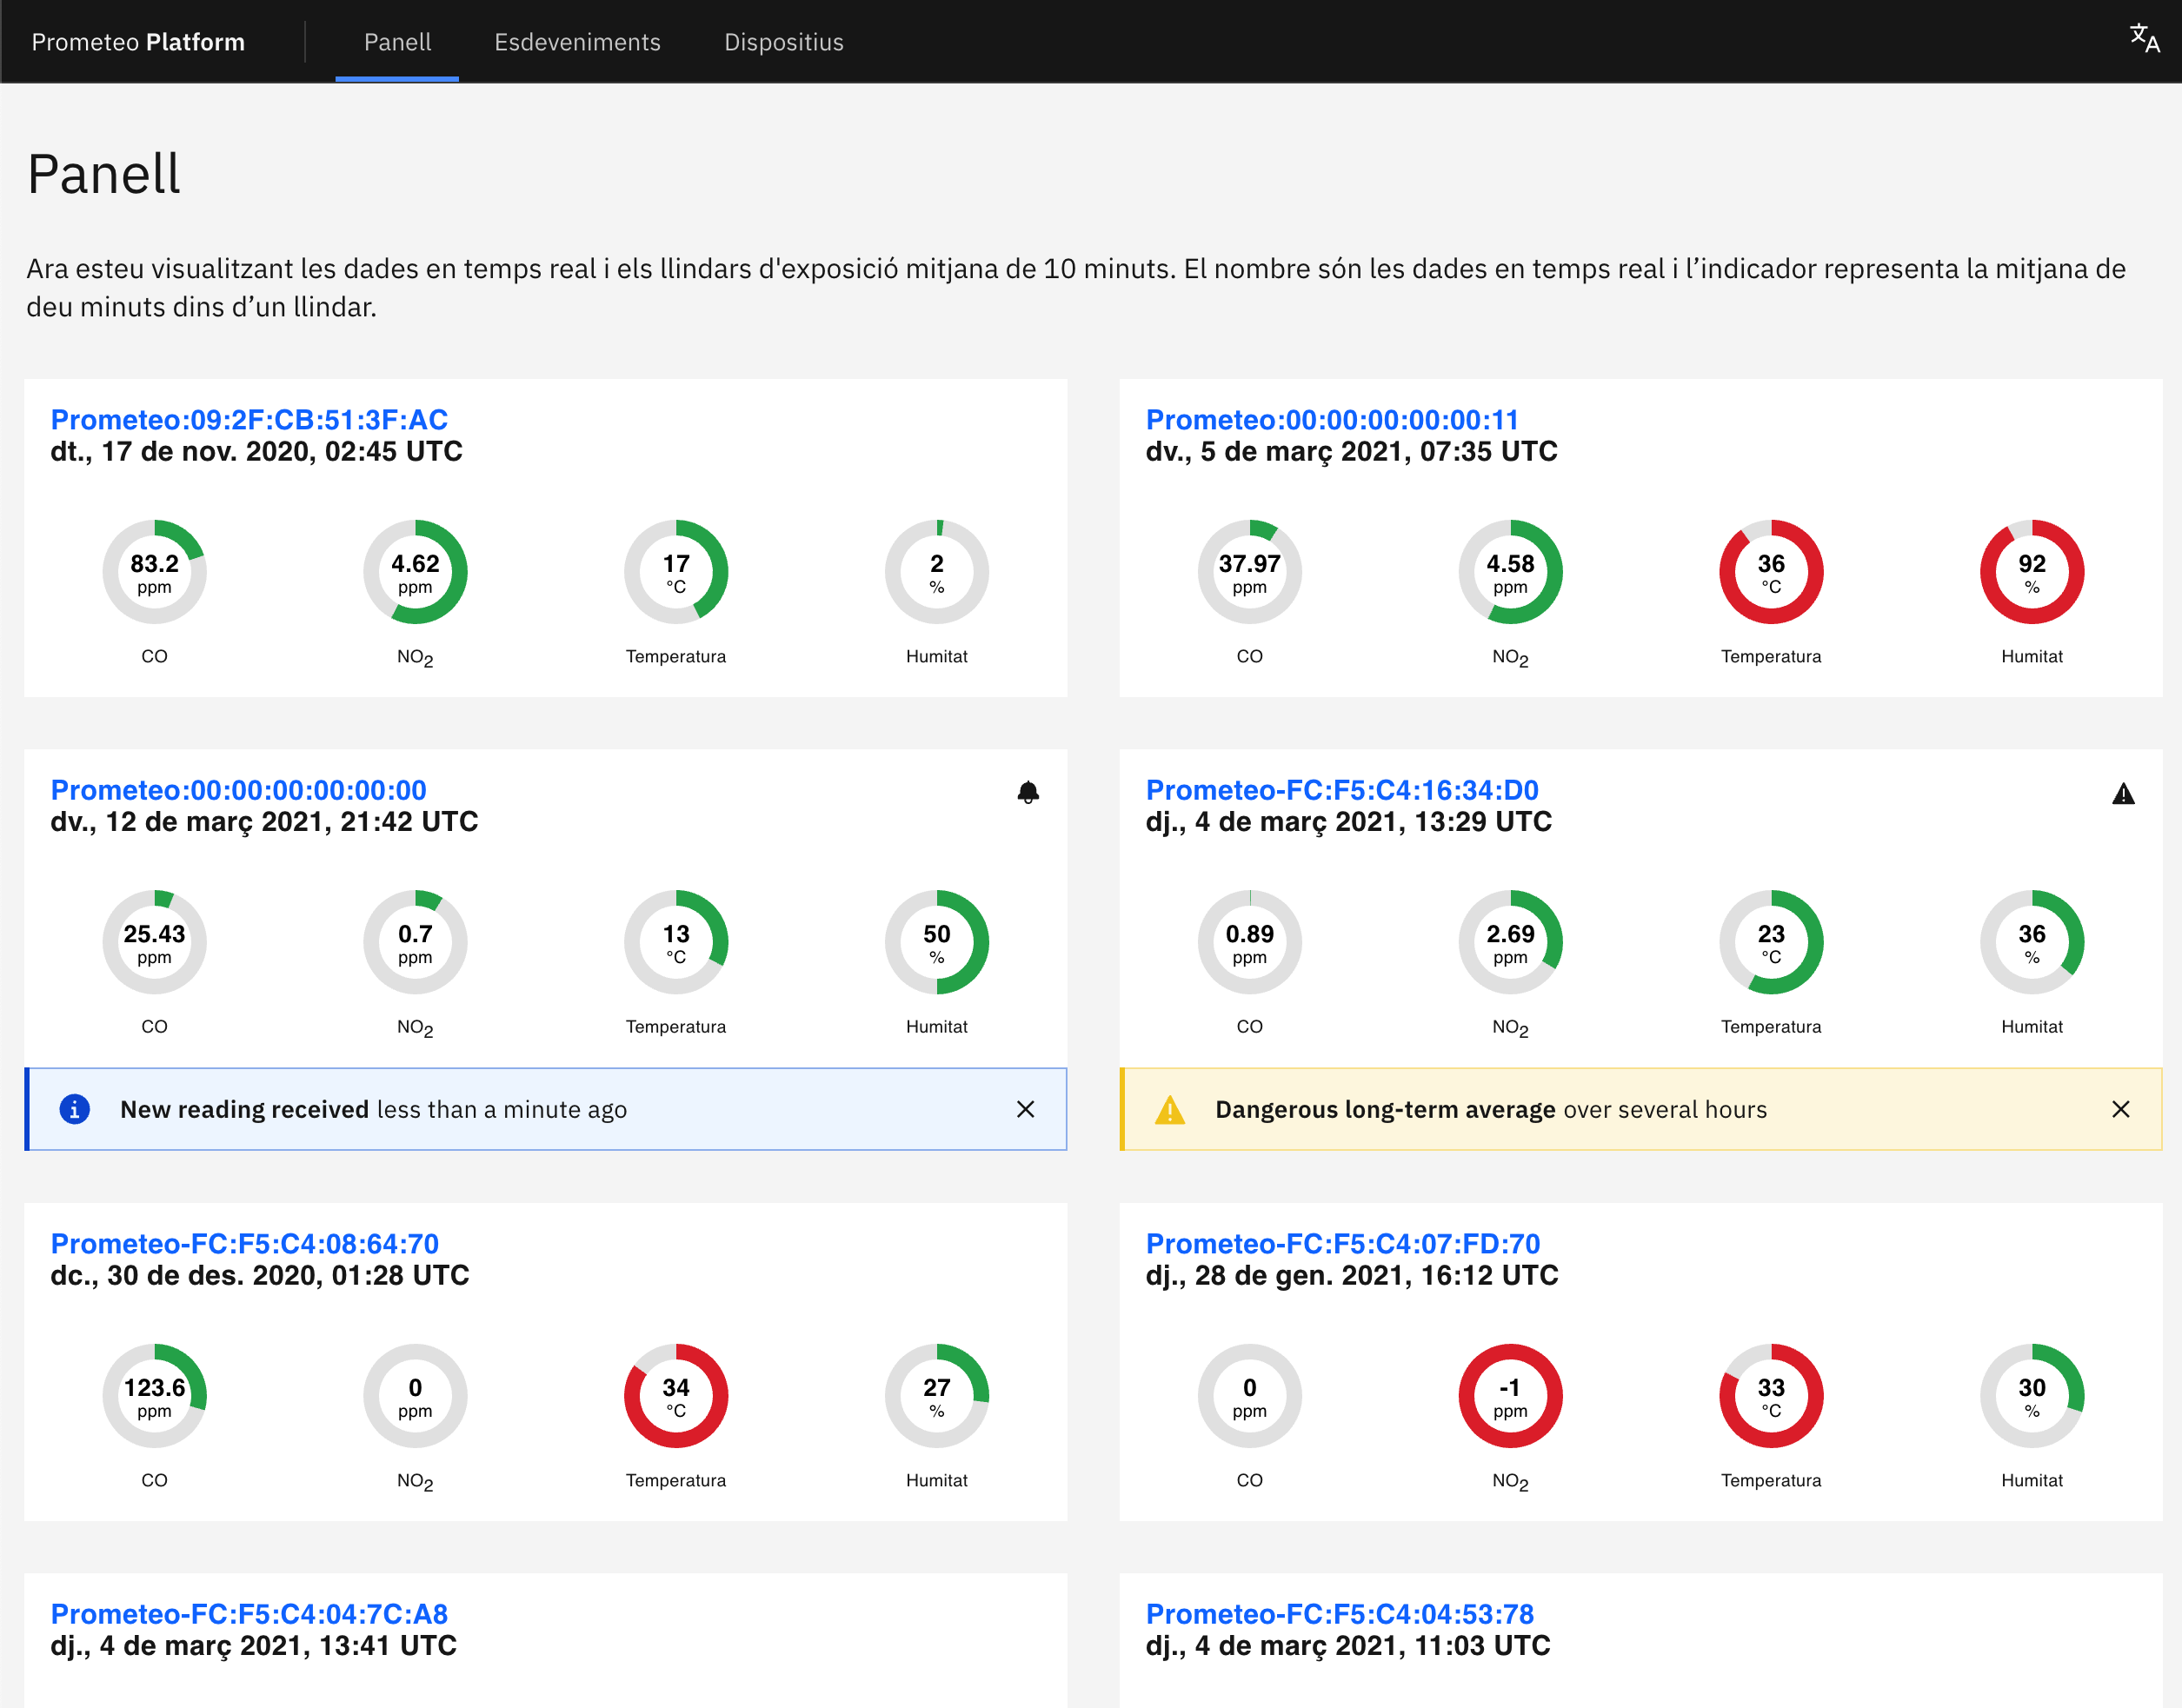 Prometeo Platform
Panell
Esdeveniments
Dispositius
Panell
Ara esteu visualitzant les dades en temps real i els llindars d'exposició mitjana de 10 minuts. El nombre són les dades en temps real i l’indicador representa la mitjana de
deu minuts dins d’un llindar.
Prometeo:09:2F:CB:51:3F:AC
dt., 17 de nov. 2020, 02:45 UTC
83.2
ppm
CO
4.62
ppm
NO2
17
°C
Temperatura
2
%
Humitat
Prometeo:00:00:00:00:00:11
dv., 5 de març 2021, 07:35 UTC
37.97
ppm
CO
4.58
ppm
NO2
36
°C
Temperatura
92
%
Humitat
Prometeo:00:00:00:00:00:00
dv., 12 de març 2021, 21:42 UTC
25.43
ppm
CO
0.7
ppm
NO2
13
°C
Temperatura
50
%
Humitat
New reading received less than a minute ago
Prometeo-FC:F5:C4:16:34:D0
dj., 4 de març 2021, 13:29 UTC
0.89
ppm
CO
2.69
ppm
NO2
23
°C
Temperatura
36
%
Humitat
Dangerous long-term average over several hours
Prometeo-FC:F5:C4:08:64:70
dc., 30 de des. 2020, 01:28 UTC
123.6
ppm
CO
0
ppm
NO2
34
°C
Temperatura
27
%
Humitat
Prometeo-FC:F5:C4:07:FD:70
dj., 28 de gen. 2021, 16:12 UTC
0
ppm
CO
-1
ppm
NO2
33
°C
Temperatura
30
%
Humitat
Prometeo-FC:F5:C4:04:7C:A8
dj., 4 de març 2021, 13:41 UTC
Prometeo-FC:F5:C4:04:53:78
dj., 4 de març 2021, 11:03 UTC